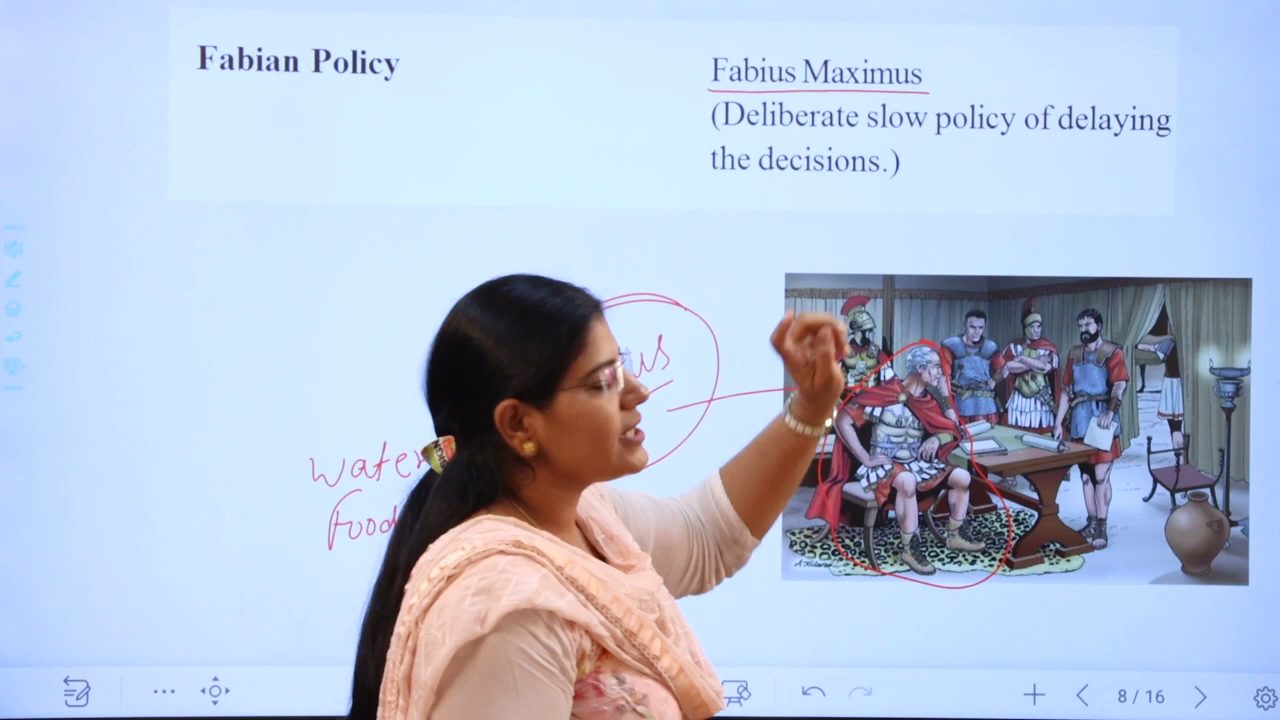 Fabian Policy
Fabius Maximus
(Deliberate slow policy of delaying
the decisions.)
Water
Food
8 / 16